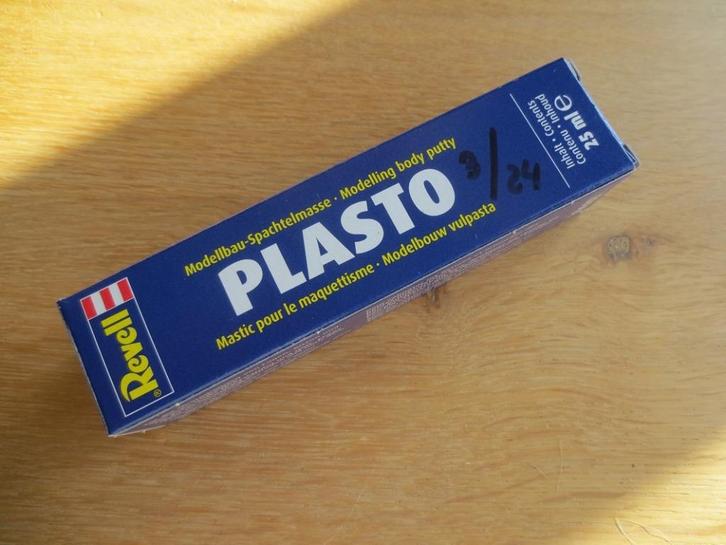 Revell®
Modellbau-Spachtelmasse · Modelling body putty
PLASTO
3/24
Mastic pour le maquettisme · Modelbouw vulpasta
Inhalt · Contents
Contenu · Inhoud
25 ml e